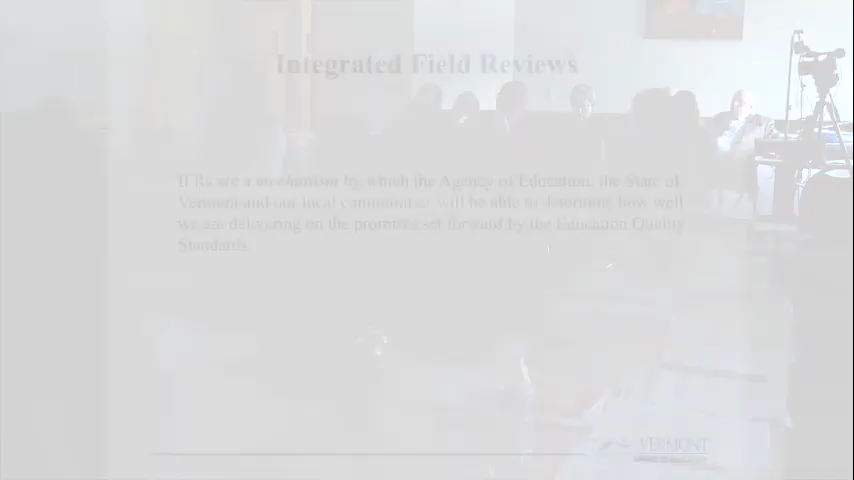 Integrated Field Reviews
IFRs are a mechanism by which the Agency of Education, the State of
Vermont and our local communities will be able to determine how well
we are delivering on the promises set forward by the Education Quality
Standards.
VERMONT